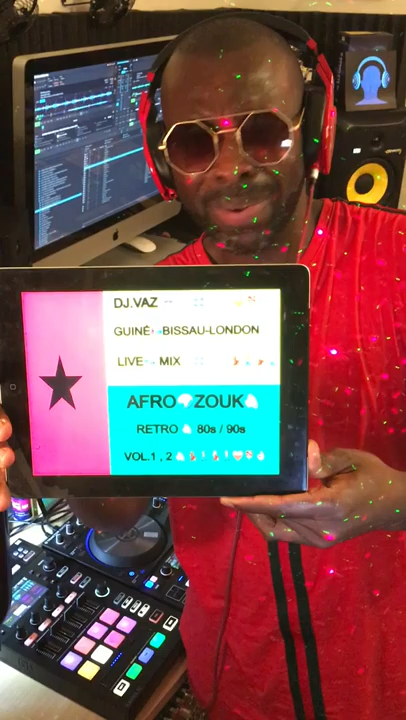 DJ.VAZ
GUINÉ BISSAU-LONDON
LIVE MIX
AFRO ZOUK
RETRO 80s / 90s
VOL.1 , 2